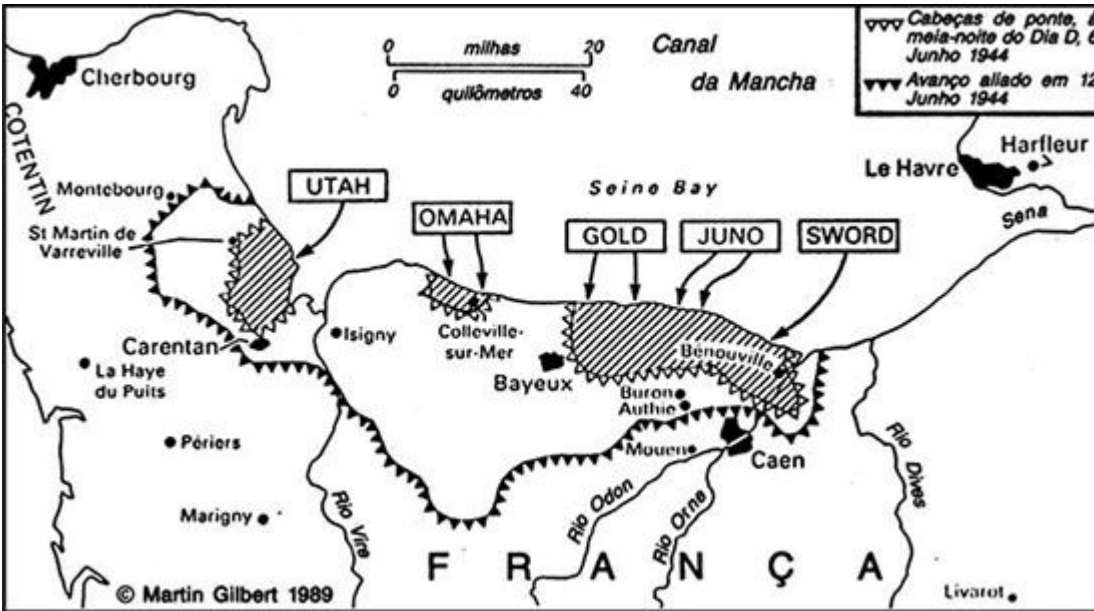 Cherbourg
COTENTIN
0 milhas 20
0 quilômetros 40
Canal
da Mancha
Cabeças de ponte, à
meia-noite do Dia D, 6
Junho 1944
Avanço aliado em 12
Junho 1944
Le Havre
Harfleur
Sena
Seine Bay
Montebourg
St Martin de
Varreville
UTAH
OMAHA
GOLD
JUNO
SWORD
Carentan
Isigny
Colleville-
sur-Mer
Bayeux
Bénouville
Buron
Authie
Mouen
Caen
La Haye
du Puits
Périers
Marigny
Rio Vire
Rio Odon
Rio Orne
Rio Dives
FRANÇA
Livarot
© Martin Gilbert 1989